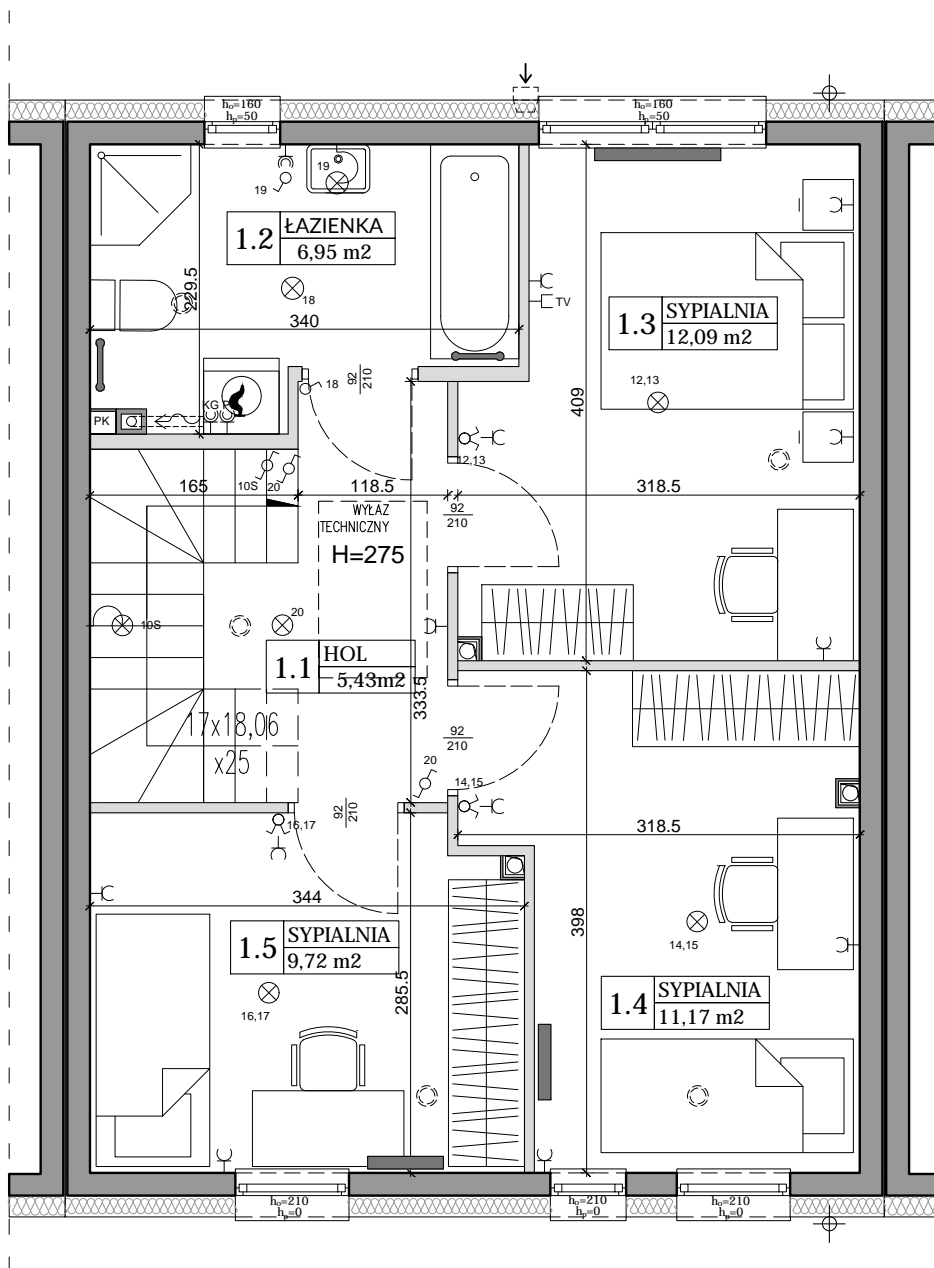 hₒ=160
hₚ=50
hₒ=160
hₚ=50
19
19
1.2
ŁAZIENKA
6,95 m2
229.5
18
340
TV
1.3
SYPIALNIA
12,09 m2
12,13
409
92
210
18
KG
PK
12,13
10S
20
165
118.5
318.5
92
210
WYŁAZ
TECHNICZNY
H=275
10S
20
1.1
HOL
5,43m2
333.5
17x18,06
x25
92
210
20
14,15
92
210
16,17
318.5
344
398
1.5
SYPIALNIA
9,72 m2
285.5
14,15
16,17
1.4
SYPIALNIA
11,17 m2
hₒ=210
hₚ=0
hₒ=210
hₚ=0
hₒ=210
hₚ=0